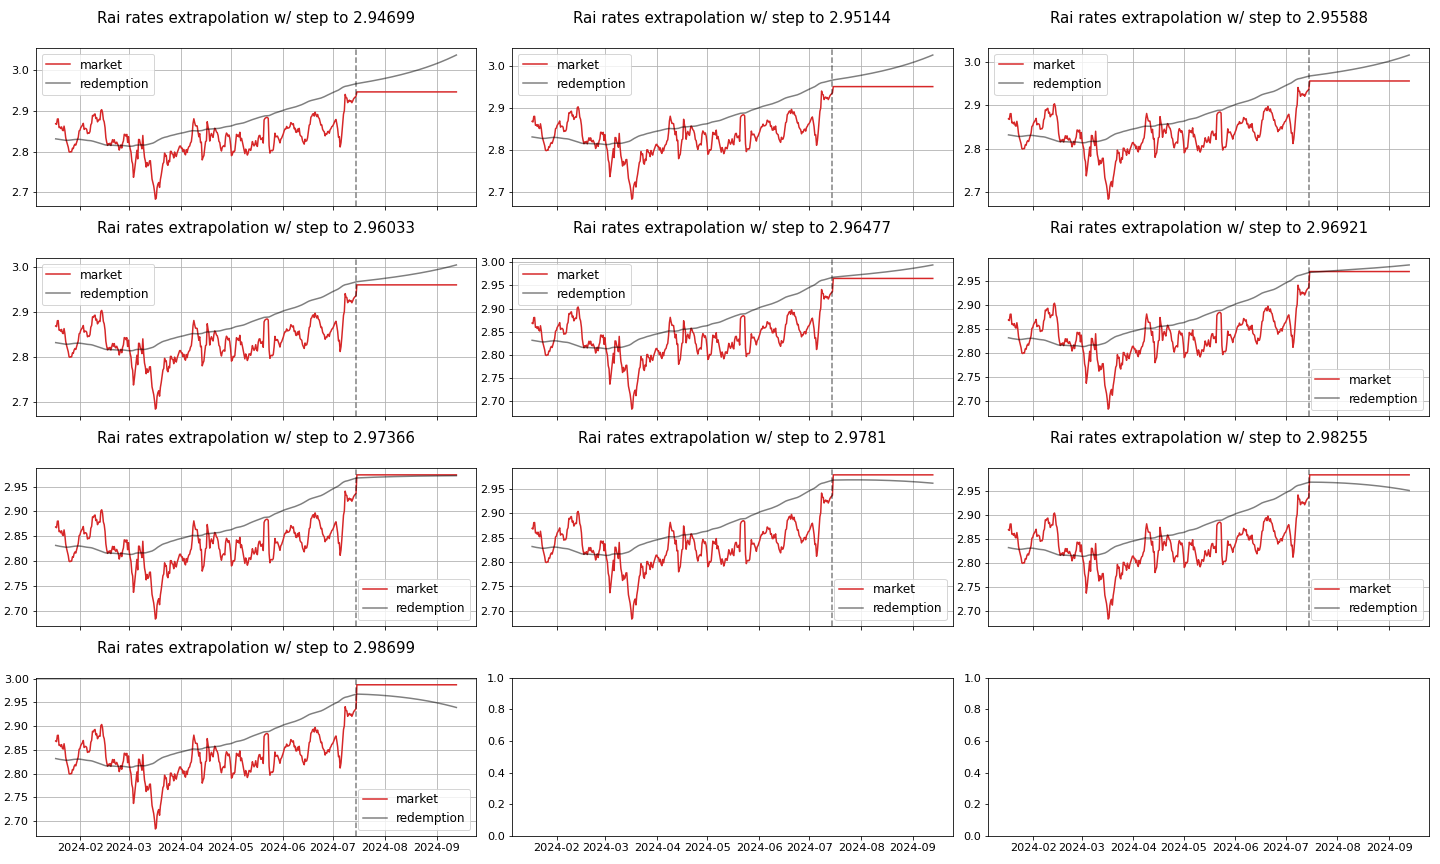 Rai rates extrapolation w/ step to 2.94699
Rai rates extrapolation w/ step to 2.95144
Rai rates extrapolation w/ step to 2.95588
3.0
2.9
2.8
2.7
market
redemption
3.0
2.9
2.8
2.7
market
redemption
3.0
2.9
2.8
2.7
market
redemption
Rai rates extrapolation w/ step to 2.96033
Rai rates extrapolation w/ step to 2.96477
Rai rates extrapolation w/ step to 2.96921
3.0
2.9
2.8
2.7
market
redemption
3.00
2.95
2.90
2.85
2.80
2.75
2.70
market
redemption
2.95
2.90
2.85
2.80
2.75
2.70
market
redemption
Rai rates extrapolation w/ step to 2.97366
Rai rates extrapolation w/ step to 2.9781
Rai rates extrapolation w/ step to 2.98255
2.95
2.90
2.85
2.80
2.75
2.70
market
redemption
2.95
2.90
2.85
2.80
2.75
2.70
market
redemption
2.95
2.90
2.85
2.80
2.75
2.70
market
redemption
Rai rates extrapolation w/ step to 2.98699
3.00
2.95
2.90
2.85
2.80
2.75
2.70
market
redemption
2024-02 2024-03 2024-04 2024-05 2024-06 2024-07 2024-08 2024-09
1.0
0.8
0.6
0.4
0.2
0.0
2024-02 2024-03 2024-04 2024-05 2024-06 2024-07 2024-08 2024-09
1.0
0.8
0.6
0.4
0.2
0.0
2024-02 2024-03 2024-04 2024-05 2024-06 2024-07 2024-08 2024-09